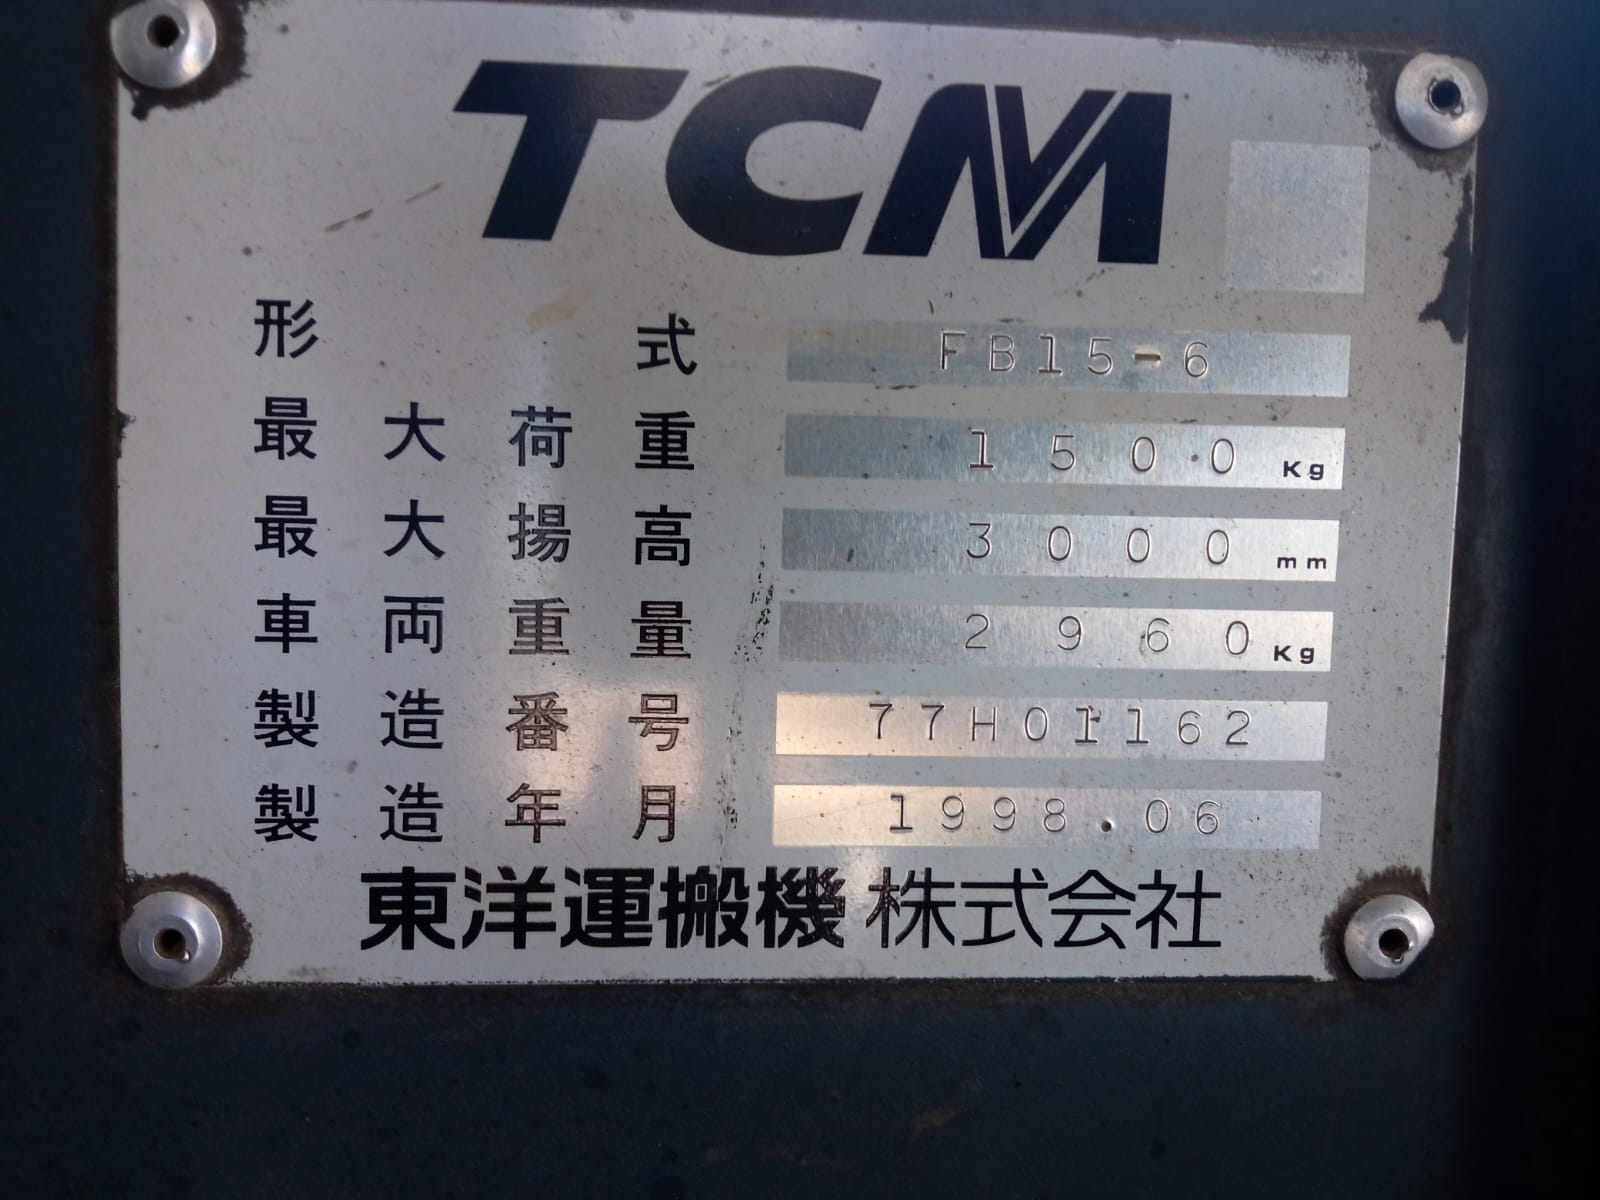 TCM
形式 FB15-6
最大荷重 1500 Kg
最大揚高 3000 mm
車両重量 2960 Kg
製造番号 77H01162
製造年月 1998.06
東洋運搬機株式会社